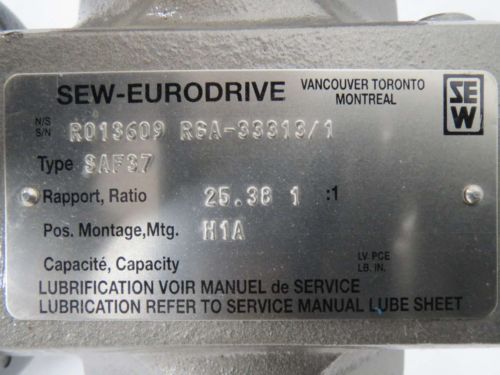 SEW-EURODRIVE
VANCOUVER TORONTO
MONTREAL
SEW
N/S
S/N
R013609 RGA-33313/1
Type SAF37
Rapport, Ratio 25.38 1 :1
Pos. Montage,Mtg. M1A
Capacité, Capacity
LV. PCE
LB. IN.
LUBRIFICATION VOIR MANUEL de SERVICE
LUBRICATION REFER TO SERVICE MANUAL LUBE SHEET